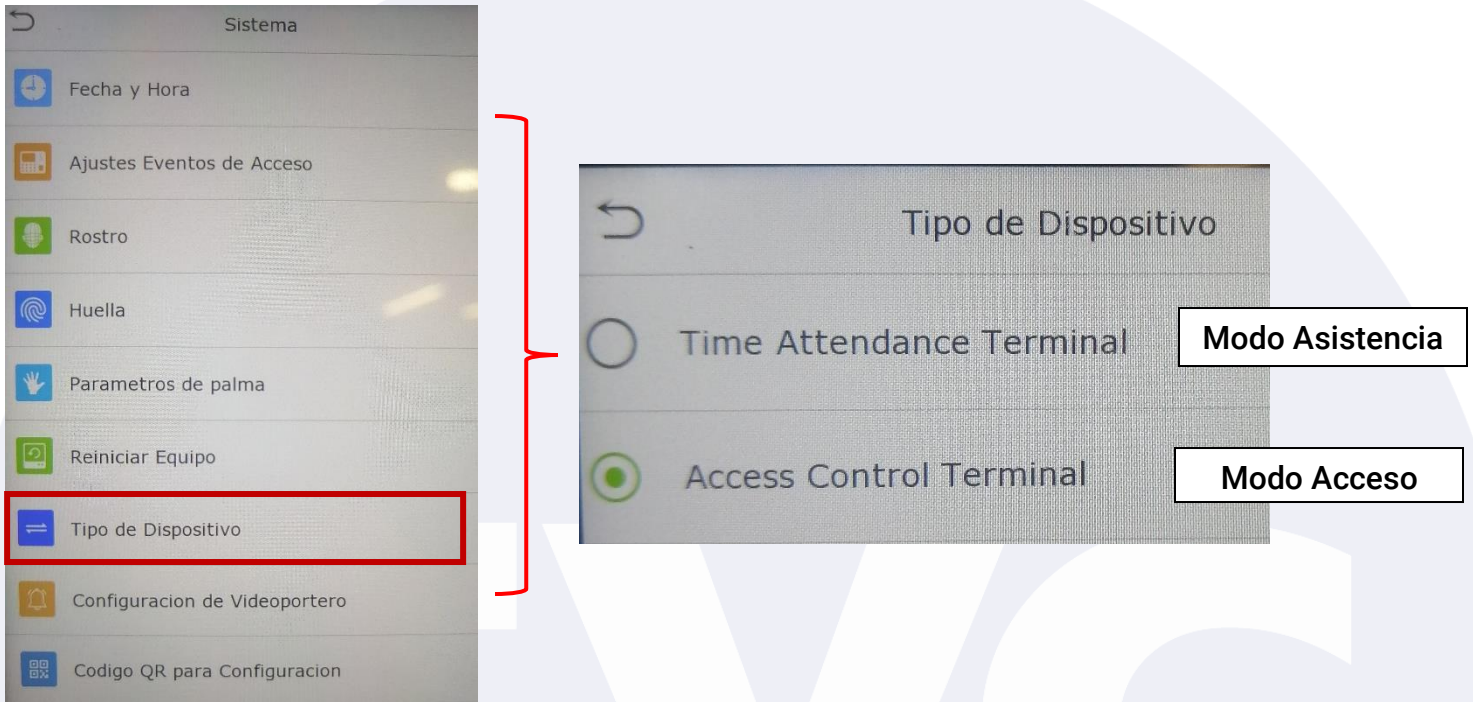 Sistema
Fecha y Hora
Ajustes Eventos de Acceso
Rostro
Huella
Parametros de palma
Reiniciar Equipo
Tipo de Dispositivo
Configuracion de Videoportero
Codigo QR para Configuracion
Tipo de Dispositivo
Time Attendance Terminal
Modo Asistencia
Access Control Terminal
Modo Acceso